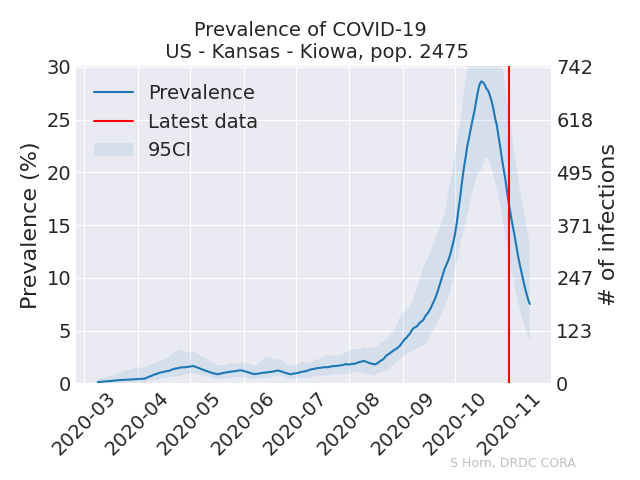 Prevalence of COVID-19
US - Kansas - Kiowa, pop. 2475
Prevalence
Latest data
95CI
Prevalence (%)
30
25
20
15
10
5
0
742
618
495
371
247
123
0
# of infections
2020-03
2020-04
2020-05
2020-06
2020-07
2020-08
2020-09
2020-10
2020-11
S Horn, DRDC CORA